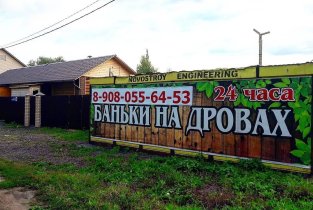 NOVOSTROY ENGINEERING
8-908-055-64-53
24 часа
БАНЬКИ НА ДРОВАХ